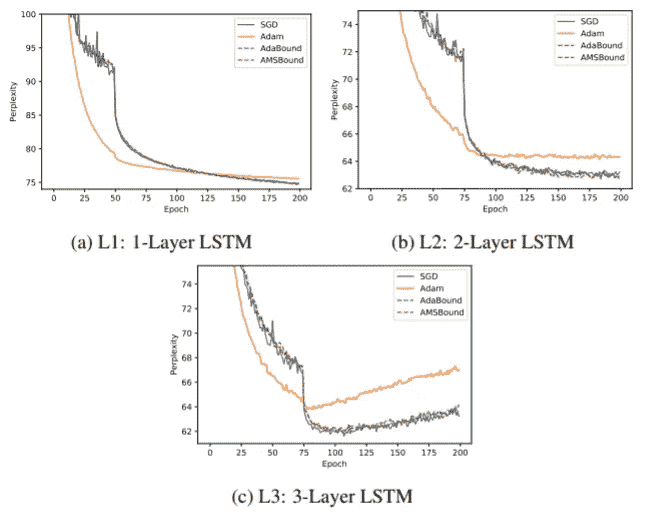 100
95
90
85
80
75
Perplexity
0 25 50 75 100 125 150 175 200
Epoch
SGD
Adam
AdaBound
AMSBound
(a) L1: 1-Layer LSTM
74
72
70
68
66
64
62
Perplexity
0 25 50 75 100 125 150 175 200
Epoch
SGD
Adam
AdaBound
AMSBound
(b) L2: 2-Layer LSTM
74
72
70
68
66
64
62
Perplexity
0 25 50 75 100 125 150 175 200
Epoch
SGD
Adam
AdaBound
AMSBound
(c) L3: 3-Layer LSTM